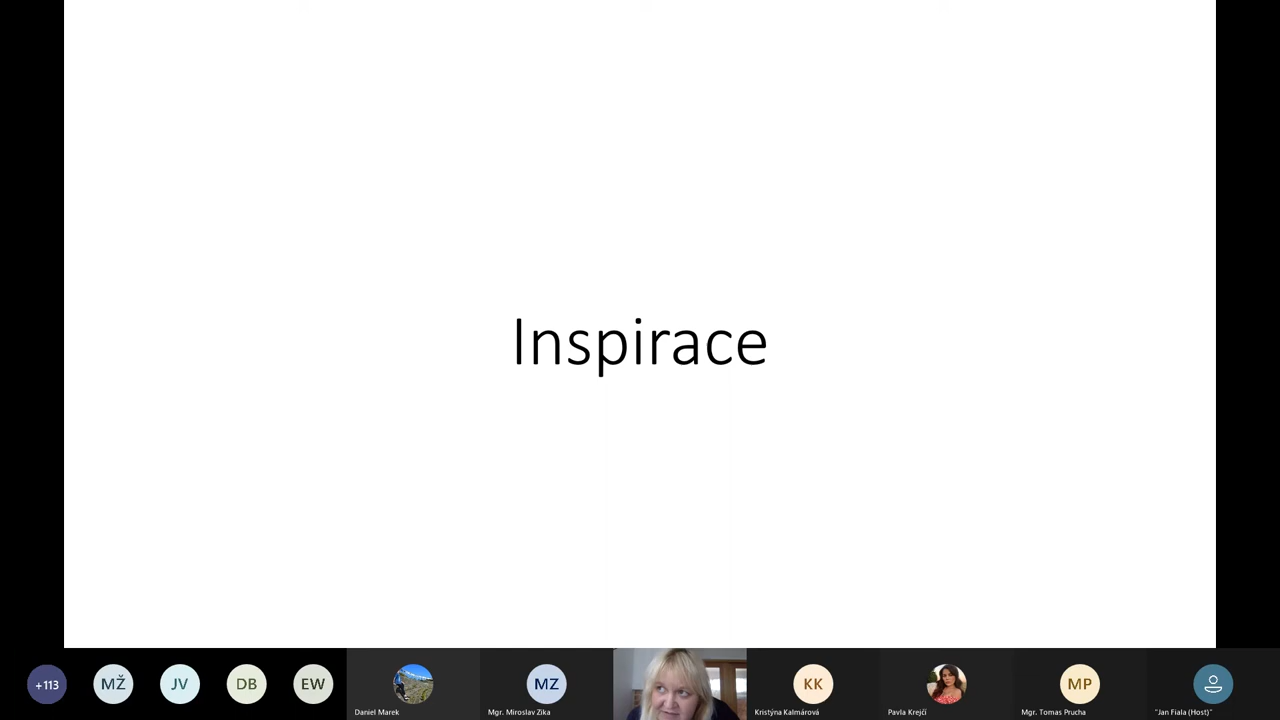 Inspirace
+113
MŽ
JV
DB
EW
Daniel Marek
MZ
Mgr. Miroslav Zika
KK
Kristýna Kalmárová
Pavla Krejčí
MP
Mgr. Tomas Prucha
"Jan Fiala (Host)"